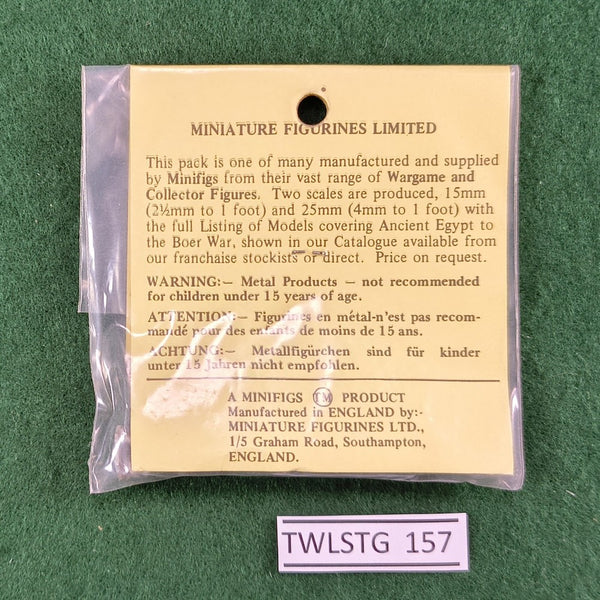 MINIATURE FIGURINES LIMITED
This pack is one of many manufactured and supplied
by Minifigs from their vast range of Wargame and
Collector Figures. Two scales are produced, 15mm
(2½mm to 1 foot) and 25mm (4mm to 1 foot) with
the full Listing of Models covering Ancient Egypt to
the Boer War, shown in our Catalogue available from
our franchaise stockists or direct. Price on request.
WARNING:— Metal Products — not recommended
for children under 15 years of age.
ATTENTION:— Figurines en métal-n'est pas recom-
mandé pour des enfants de moins de 15 ans.
ACHTUNG:— Metallfigürchen sind für kinder
unter 15 Jahren nicht empfohlen.
A MINIFIGS TM PRODUCT
Manufactured in ENGLAND by:-
MINIATURE FIGURINES LTD.,
1/5 Graham Road, Southampton,
ENGLAND.
TWLSTG 157